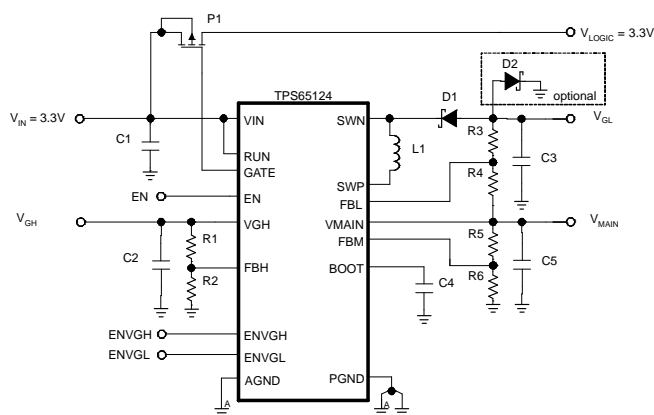 P1
V_LOGIC = 3.3V
D2
optional
TPS65124
D1
V_IN = 3.3V
VIN
SWN
R3
V_GL
C1
RUN
L1
C3
GATE
R4
EN
EN
SWP
FBL
V_GH
VGH
VMAIN
V_MAIN
R1
FBM
R5
C2
FBH
BOOT
C5
R2
C4
R6
ENVGH
ENVGH
ENVGL
ENVGL
AGND
PGND
A
A